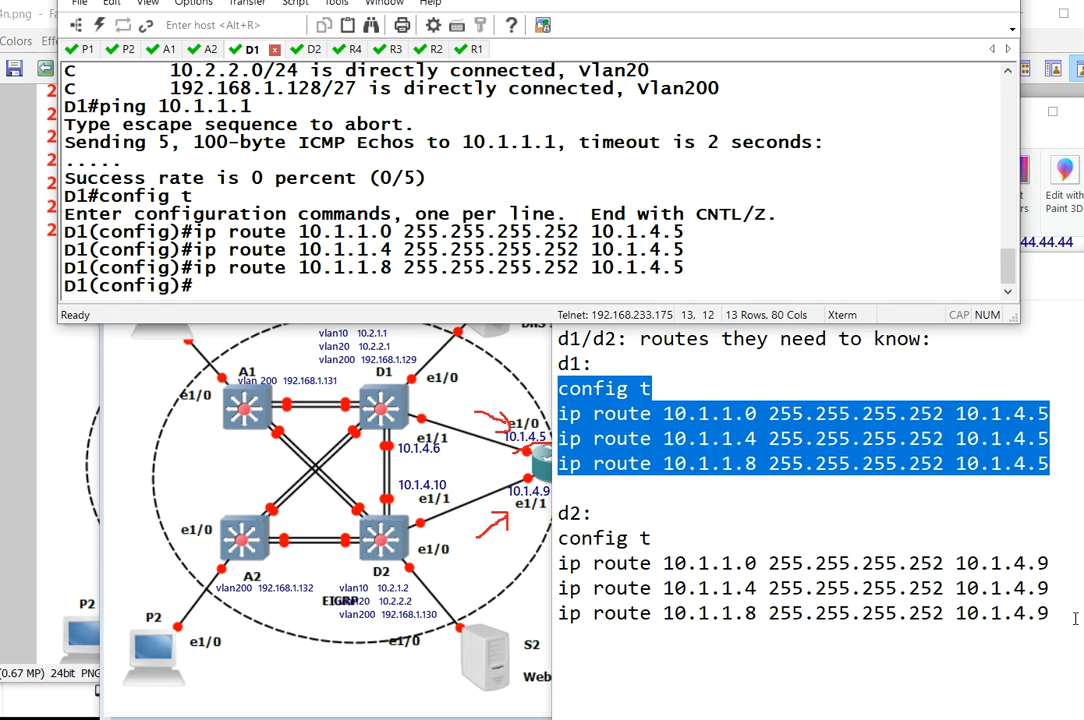 4n.png - Fa
Colors Eff
File Edit View Options Transfer Script Tools Window Help
Enter host <Alt+R>
P1 P2 A1 A2 D1 D2 R4 R3 R2 R1
C 10.2.2.0/24 is directly connected, Vlan20
C 192.168.1.128/27 is directly connected, Vlan200
D1#ping 10.1.1.1
Type escape sequence to abort.
Sending 5, 100-byte ICMP Echos to 10.1.1.1, timeout is 2 seconds:
.....
Success rate is 0 percent (0/5)
D1#config t
Enter configuration commands, one per line.  End with CNTL/Z.
D1(config)#ip route 10.1.1.0 255.255.255.252 10.1.4.5
D1(config)#ip route 10.1.1.4 255.255.255.252 10.1.4.5
D1(config)#ip route 10.1.1.8 255.255.255.252 10.1.4.5
D1(config)#
Ready Telnet: 192.168.233.175 13, 12 13 Rows, 80 Cols Xterm CAP NUM
2
2
2
2
2
2
2
Edit with
Paint 3D
44.44.44
vlan10 10.2.1.1
vlan20 10.2.2.1
vlan200 192.168.1.129
A1
vlan 200 192.168.1.131
D1
e1/0
e1/0
e1/0
10.1.4.5
e1/1
10.1.4.6
10.1.4.10
e1/1
10.1.4.9
e1/1
e1/0
e1/0
A2
D2
vlan200 192.168.1.132
vlan10 10.2.1.2
EIGRP
10.2.2.2
vlan200 192.168.1.130
P2
P2
e1/0
e1/0
S2
Web
(0.67 MP) 24bit PNG
d1/d2: routes they need to know:
d1:
config t
ip route 10.1.1.0 255.255.255.252 10.1.4.5
ip route 10.1.1.4 255.255.255.252 10.1.4.5
ip route 10.1.1.8 255.255.255.252 10.1.4.5
d2:
config t
ip route 10.1.1.0 255.255.255.252 10.1.4.9
ip route 10.1.1.4 255.255.255.252 10.1.4.9
ip route 10.1.1.8 255.255.255.252 10.1.4.9